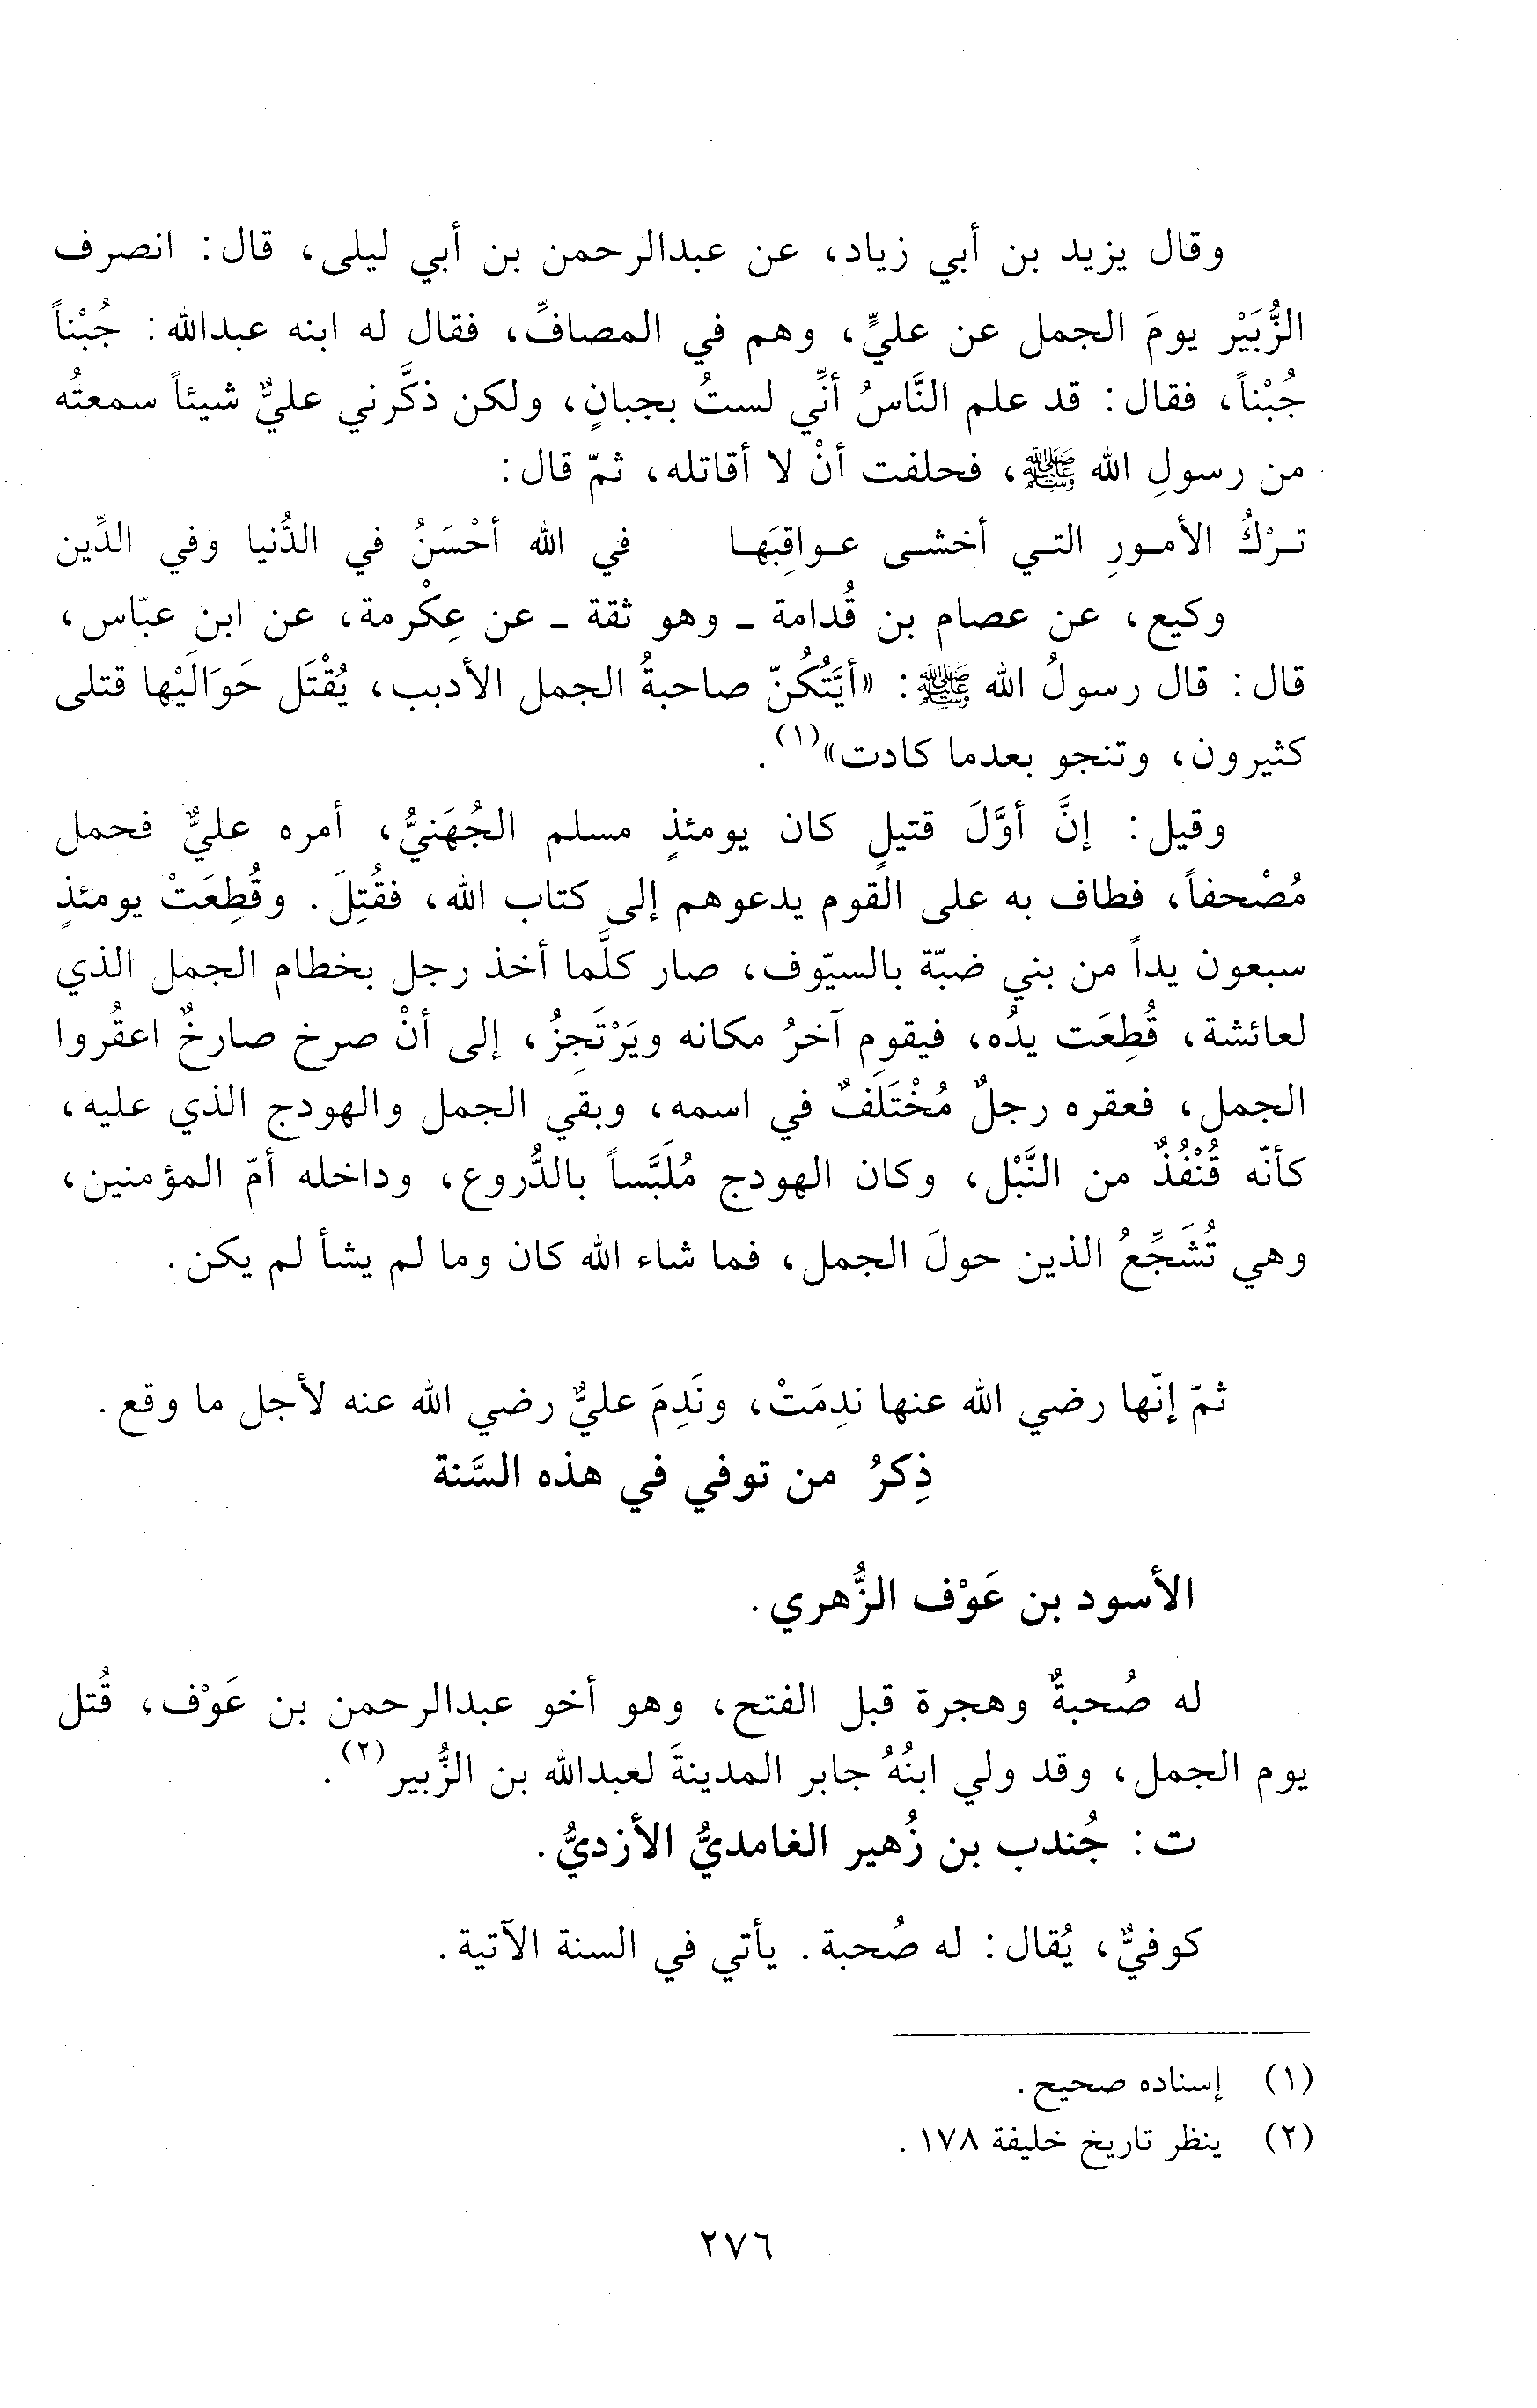 وقال يزيد بن أبي زياد، عن عبدالرحمن بن أبي ليلى، قال: انصرف
الزُّبَيْر يومَ الجمل عن عليٍّ، وهم في المصافِّ، فقال له ابنه عبدالله: جُبْناً
جُبْناً، فقال: قد علم النَّاسُ أنِّي لستُ بجبانٍ، ولكن ذكَّرني عليٌّ شيئاً سمعتُه
من رسولِ الله ﷺ، فحلفت أنْ لا أقاتله، ثمّ قال:
تـرْكُ الأمـورِ التـي أخشـى عـواقِبَهـا في الله أحْسَنُ في الدُّنيا وفي الدِّين
وكيع، عن عصام بن قُدامة ـ وهو ثقة ـ عن عِكْرمة، عن ابن عبّاس،
قال: قال رسولُ الله ﷺ: «أيَّتُكُنّ صاحبةُ الجمل الأدبب، يُقْتَل حَوَالَيْها قتلى
كثيرون، وتنجو بعدما كادت»(١).
وقيل: إنَّ أوَّلَ قتيلٍ كان يومئذٍ مسلم الجُهَنيُّ، أمره عليٌّ فحمل
مُصْحفاً، فطاف به على القوم يدعوهم إلى كتاب الله، فقُتِلَ. وقُطِعَتْ يومئذٍ
سبعون يداً من بني ضبّة بالسيّوف، صار كلَّما أخذ رجل بخطام الجمل الذي
لعائشة، قُطِعَت يدُه، فيقوم آخرُ مكانه ويَرْتَجِزُ، إلى أنْ صرخ صارخٌ اعقُروا
الجمل، فعقره رجلٌ مُخْتَلَفٌ في اسمه، وبقي الجمل والهودج الذي عليه،
كأنّه قُنْفُذٌ من النَّبْل، وكان الهودج مُلَبَّساً بالدُّروع، وداخله أمّ المؤمنين،
وهي تُشَجِّعُ الذين حولَ الجمل، فما شاء الله كان وما لم يشأ لم يكن.
ثمّ إنّها رضي الله عنها ندِمَتْ، ونَدِمَ عليٌّ رضي الله عنه لأجل ما وقع.
ذِكرُ من توفي في هذه السَّنة
الأسود بن عَوْف الزُّهري.
له صُحبةٌ وهجرة قبل الفتح، وهو أخو عبدالرحمن بن عَوْف، قُتل
يوم الجمل، وقد ولي ابنُهُ جابر المدينةَ لعبدالله بن الزُّبير(٢).
ت: جُندب بن زُهير الغامديُّ الأزديُّ.
كوفيٌّ، يُقال: له صُحبة. يأتي في السنة الآتية.
(١) إسناده صحيح.
(٢) ينظر تاريخ خليفة ١٧٨.
٢٧٦